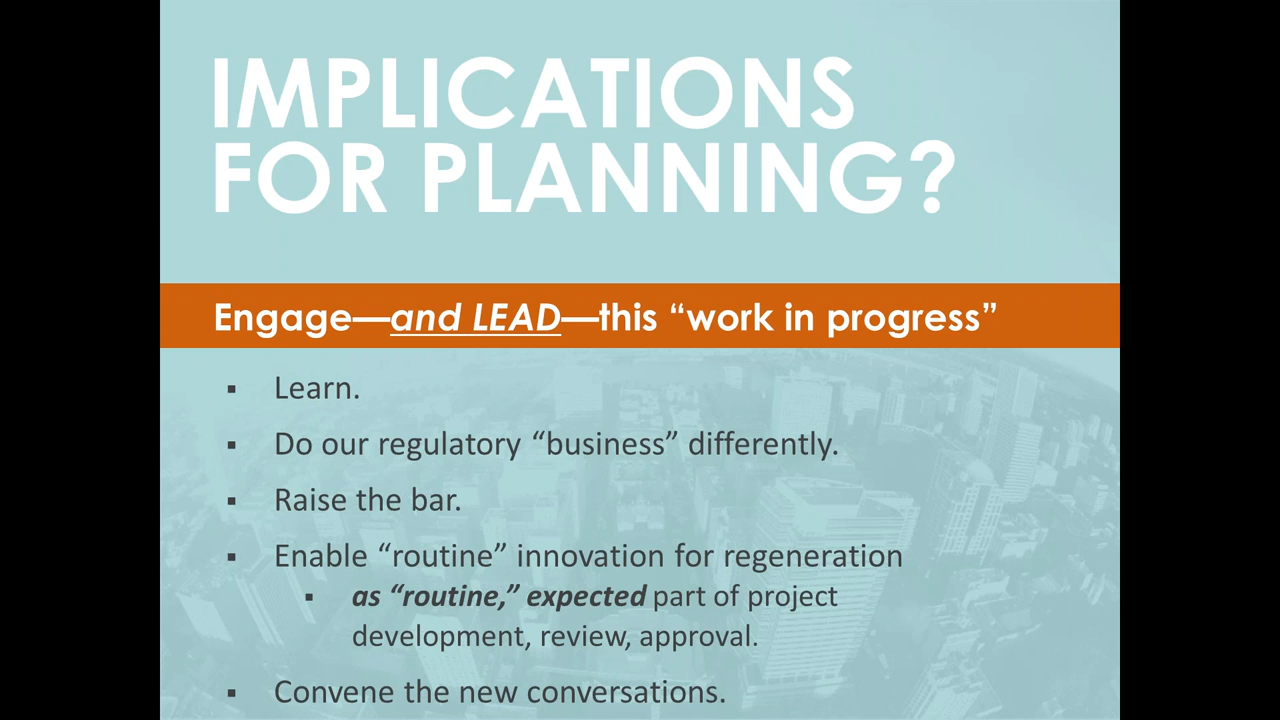 IMPLICATIONS
FOR PLANNING?
Engage—and LEAD—this “work in progress”
▪ Learn.
▪ Do our regulatory “business” differently.
▪ Raise the bar.
▪ Enable “routine” innovation for regeneration
▪ as “routine,” expected part of project
development, review, approval.
▪ Convene the new conversations.